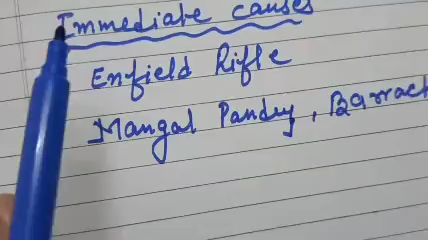 Immediate causes
Enfield Rifle
Mangal Pandey, Barrack